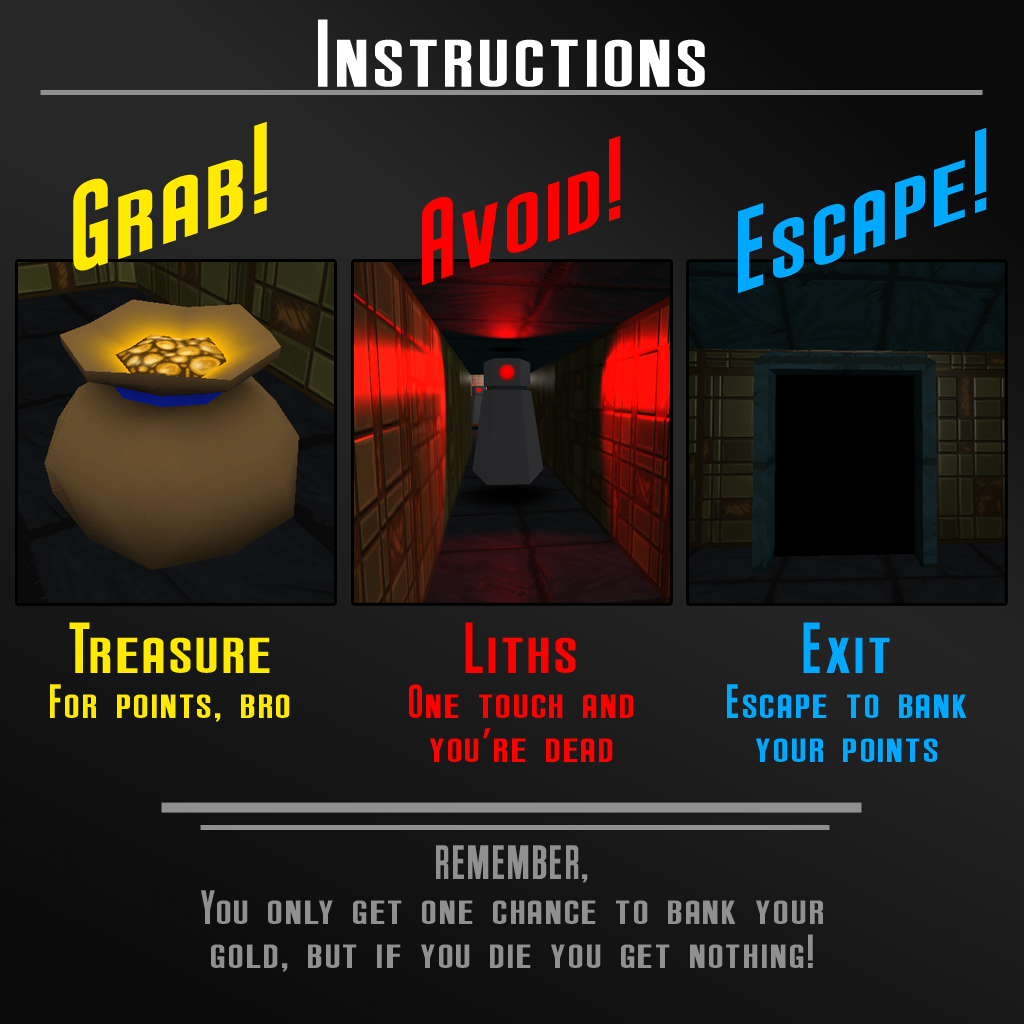 Instructions
Grab!
Avoid!
Escape!
Treasure
For points, bro
Liths
One touch and
you're dead
Exit
Escape to bank
your points
REMEMBER,
You only get one chance to bank your
gold, but if you die you get nothing!